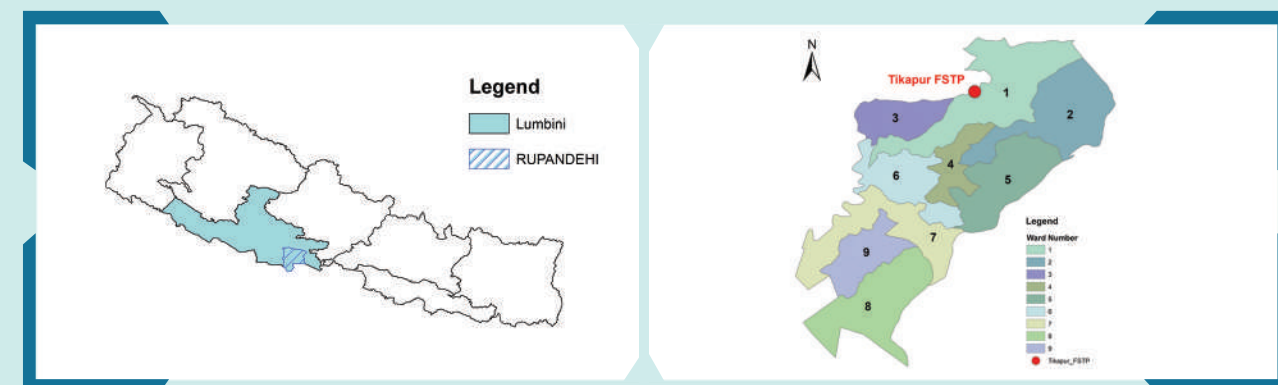 Legend
Lumbini
RUPANDEHI
N
Tikapur FSTP
1
2
3
4
5
6
7
9
8
Legend
Ward Number
1
2
3
4
5
6
7
8
9
Tikapur_FSTP